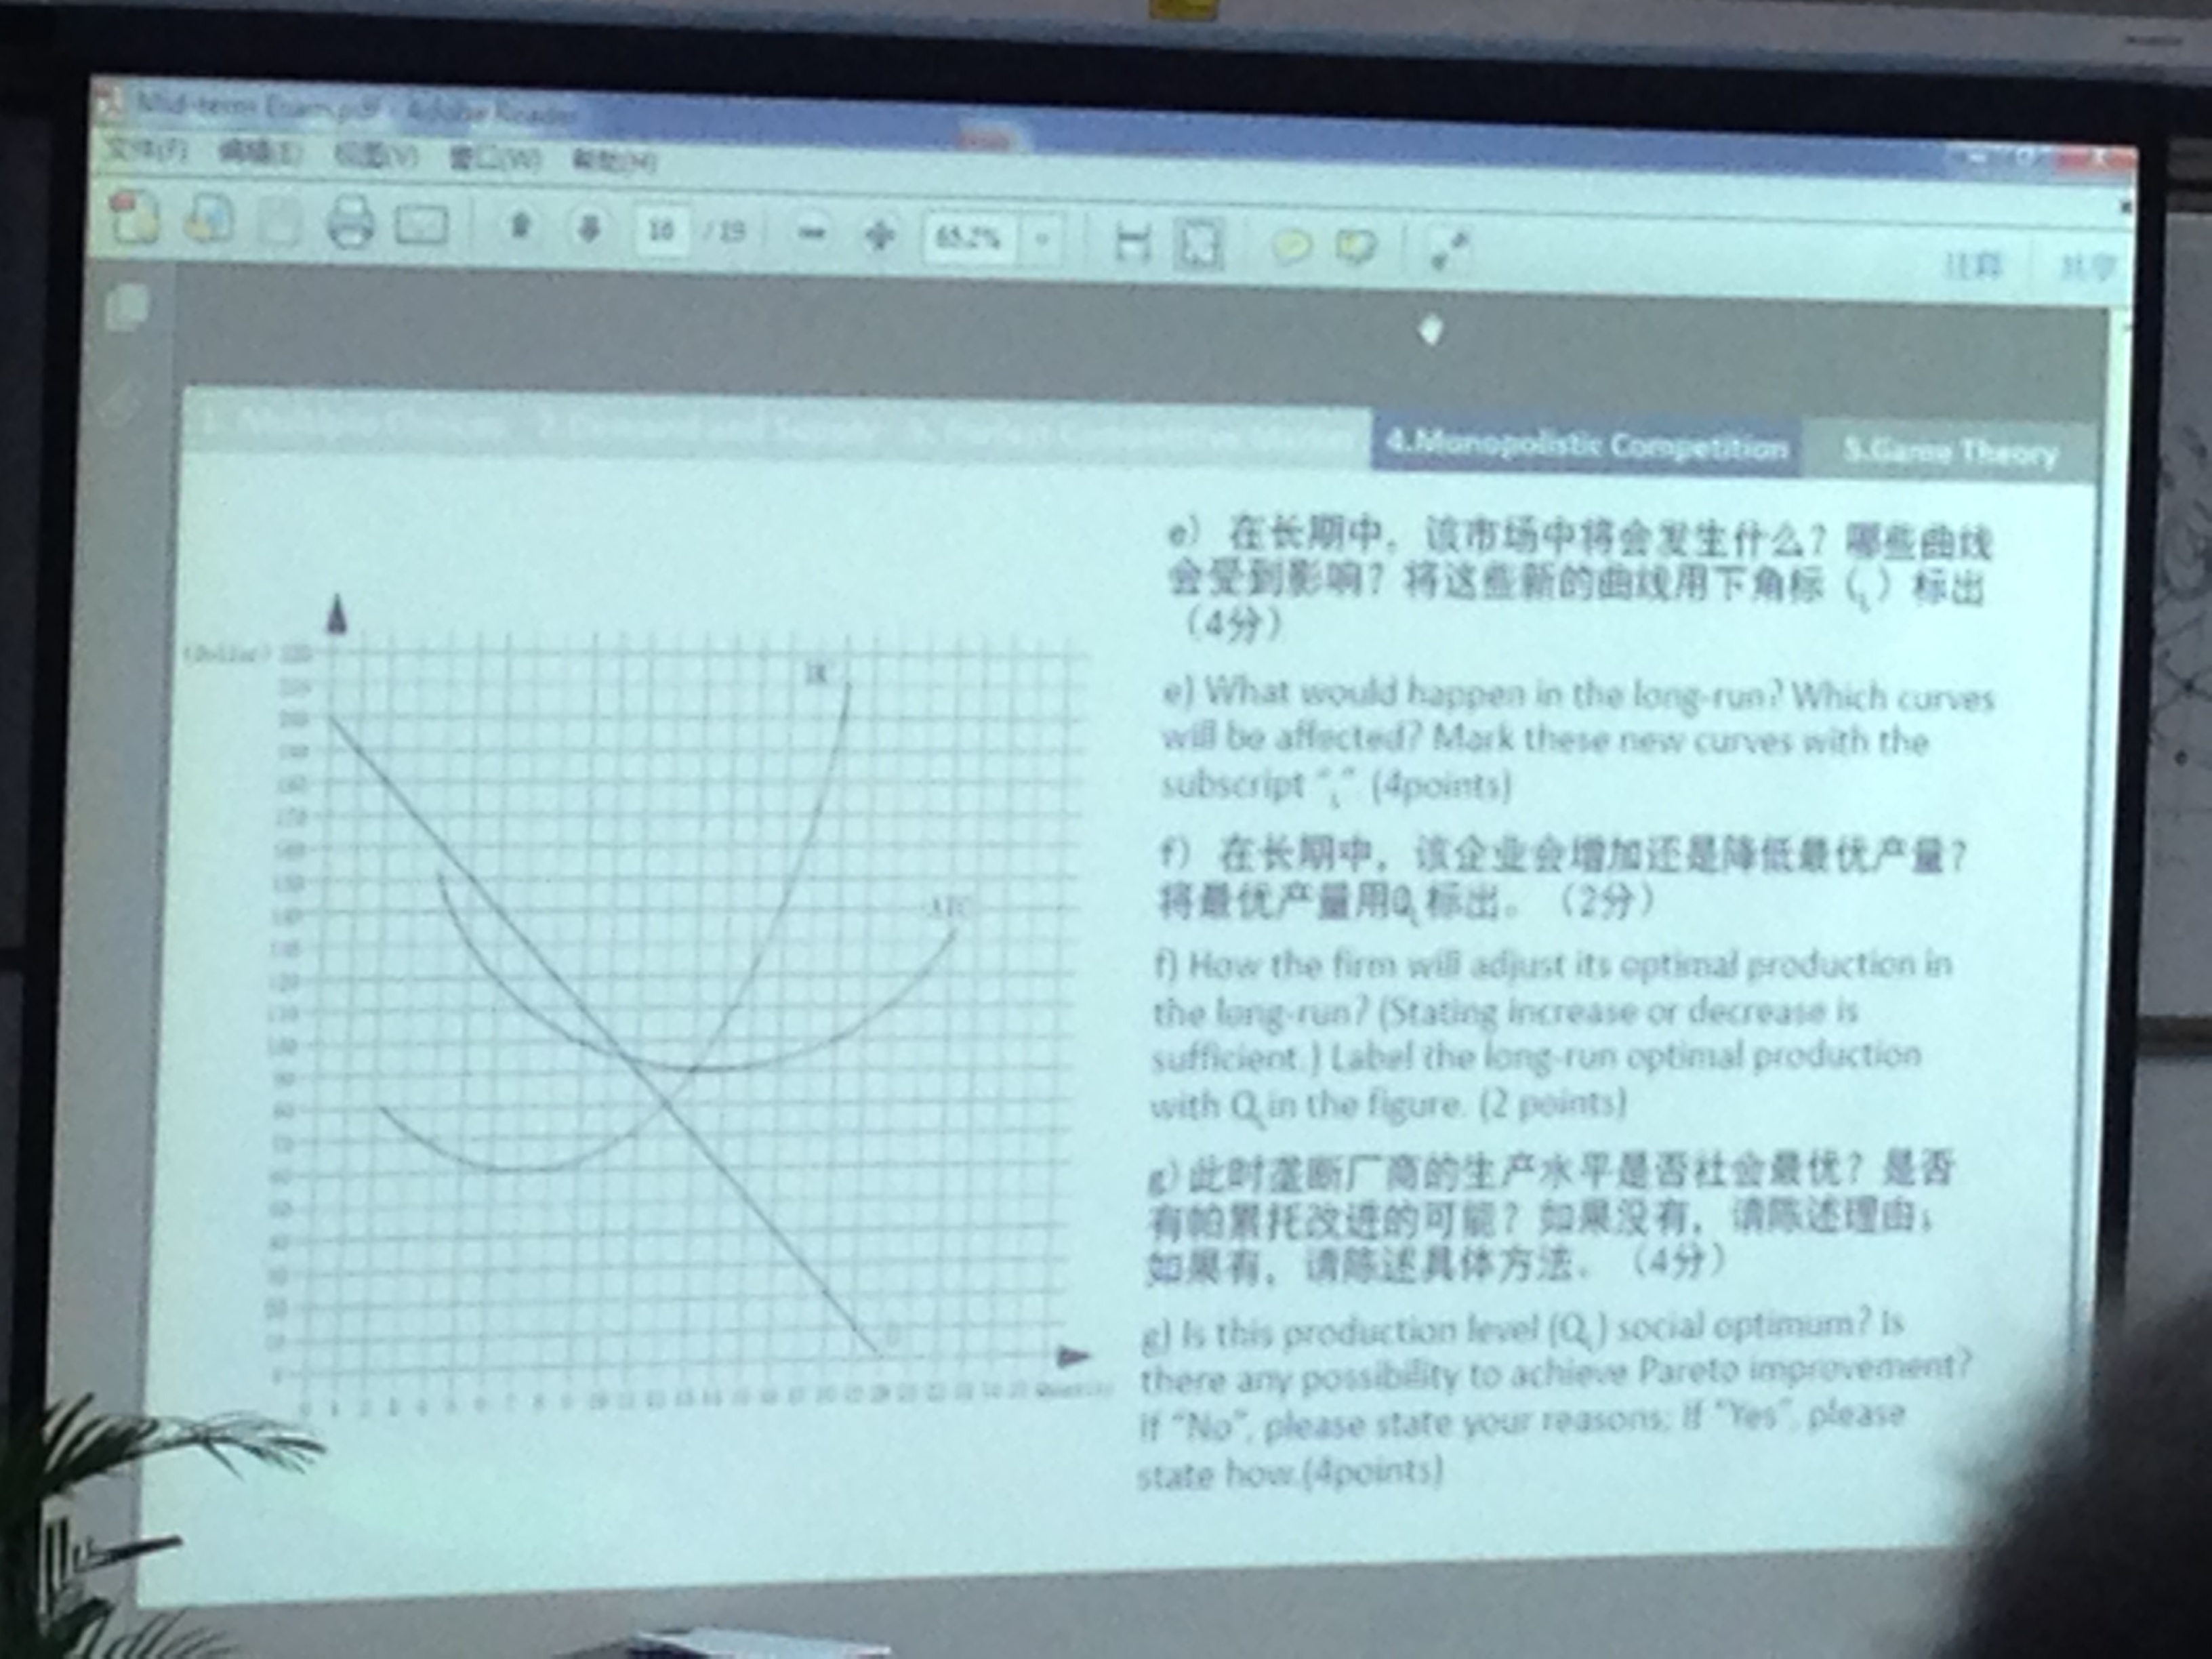 Mid-term Exam.pdf - Adobe Reader
文件(F) 编辑(E) 视图(V) 窗口(W) 帮助(H)
16 / 19 65.2% 注释 共享
1. Multiple Choices 2.Demand and Supply 3. Perfect Competitive Market 4.Monopolistic Competition 5.Game Theory
e） 在长期中，该市场中将会发生什么？哪些曲线
会受到影响？将这些新的曲线用下角标（L）标出
（4分）
e) What would happen in the long-run? Which curves
will be affected? Mark these new curves with the
subscript “L”. (4points)
f） 在长期中，该企业会增加还是降低最优产量？
将最优产量用QL标出。（2分）
f) How the firm will adjust its optimal production in
the long-run? (Stating increase or decrease is
sufficient.) Label the long-run optimal production
with QL in the figure. (2 points)
g) 此时垄断厂商的生产水平是否社会最优？是否
有帕累托改进的可能？如果没有，请陈述理由；
如果有，请陈述具体方法。（4分）
g) Is this production level (QL) social optimum? Is
there any possibility to achieve Pareto improvement?
If “No”, please state your reasons; If “Yes”, please
state how.(4points)
(Dollar)
MC
ATC
D